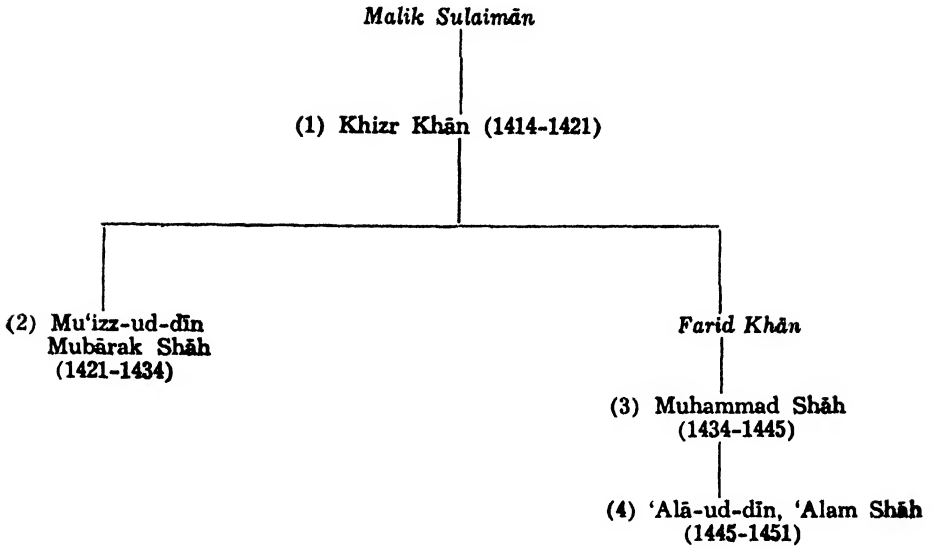 Malik Sulaimān
(1) Khizr Khān (1414-1421)
(2) Mu‘izz-ud-dīn
Mubārak Shāh
(1421-1434)
Farid Khān
(3) Muhammad Shāh
(1434-1445)
(4) ‘Alā-ud-dīn, ‘Alam Shāh
(1445-1451)